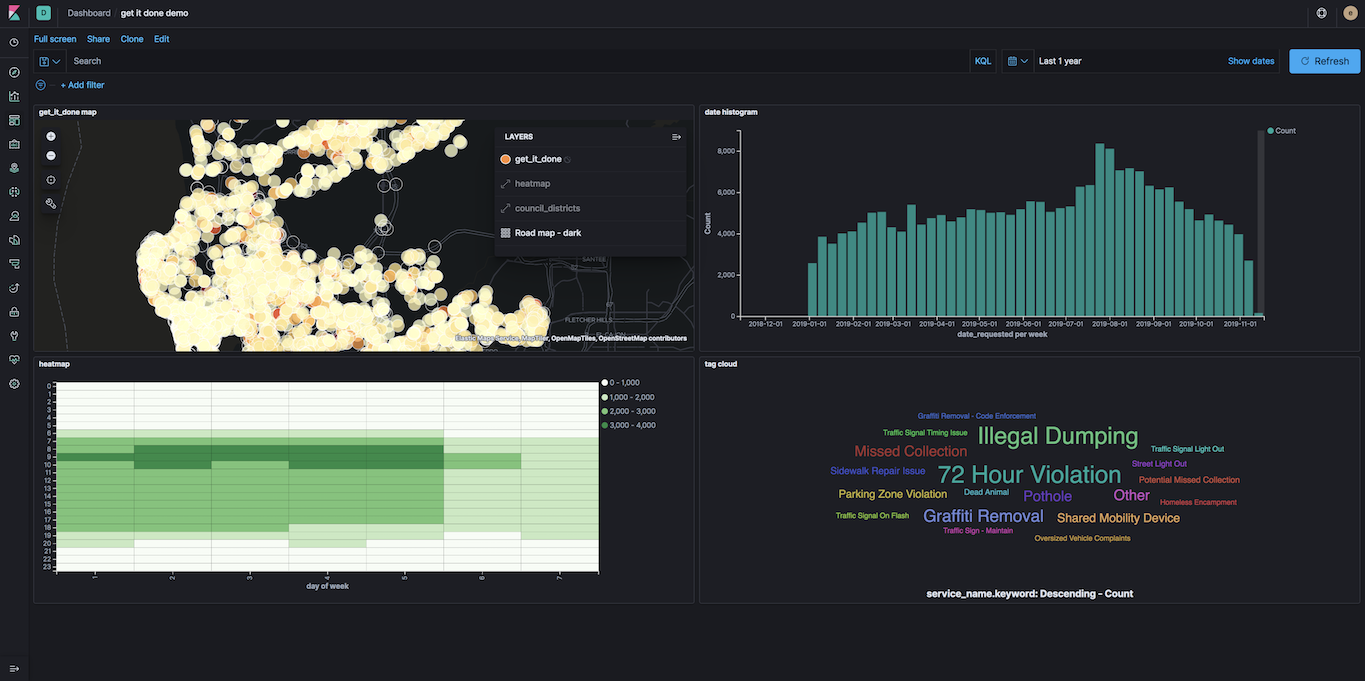 D Dashboard get it done demo e
Full screen Share Clone Edit
Search KQL Last 1 year Show dates Refresh
+ Add filter
get_it_done map
LAYERS
get_it_done
heatmap
council_districts
Road map - dark
SANTEE
FLETCHER HILLS
Elastic Maps Service, MapTiler, OpenMapTiles, OpenStreetMap contributors
date histogram
Count
8,000
6,000
4,000
2,000
0
Count
2018-12-01 2019-01-01 2019-02-01 2019-03-01 2019-04-01 2019-05-01 2019-06-01 2019-07-01 2019-08-01 2019-09-01 2019-10-01 2019-11-01
date_requested per week
heatmap
0
1
2
3
4
5
6
7
8
9
10
11
12
13
14
15
16
17
18
19
20
21
22
23
1 2 3 4 5 6 7
day of week
0 - 1,000
1,000 - 2,000
2,000 - 3,000
3,000 - 4,000
tag cloud
Graffiti Removal - Code Enforcement
Traffic Signal Timing Issue Illegal Dumping
Missed Collection Traffic Signal Light Out
Sidewalk Repair Issue 72 Hour Violation Street Light Out
Potential Missed Collection
Parking Zone Violation Dead Animal Pothole Other Homeless Encampment
Traffic Signal On Flash Graffiti Removal Shared Mobility Device
Traffic Sign - Maintain
Oversized Vehicle Complaints
service_name.keyword: Descending - Count